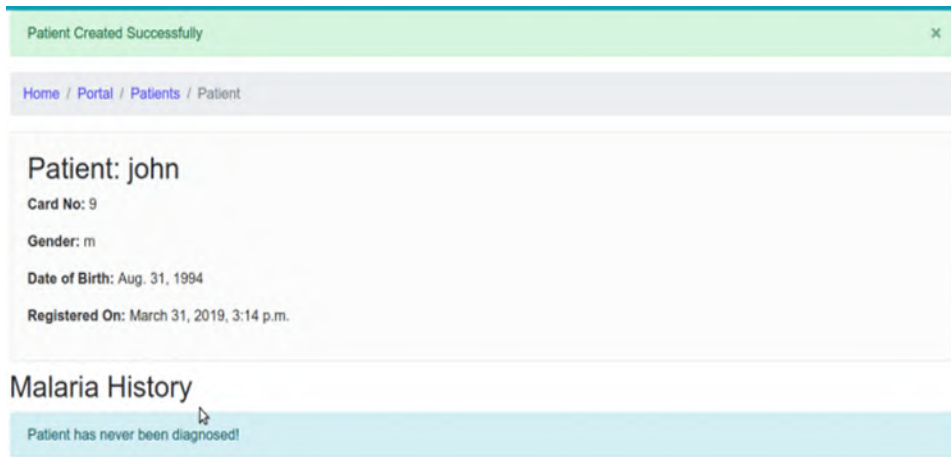 Patient Created Successfully ×
Home / Portal / Patients / Patient
Patient: john
Card No: 9
Gender: m
Date of Birth: Aug. 31, 1994
Registered On: March 31, 2019, 3:14 p.m.
Malaria History
Patient has never been diagnosed!